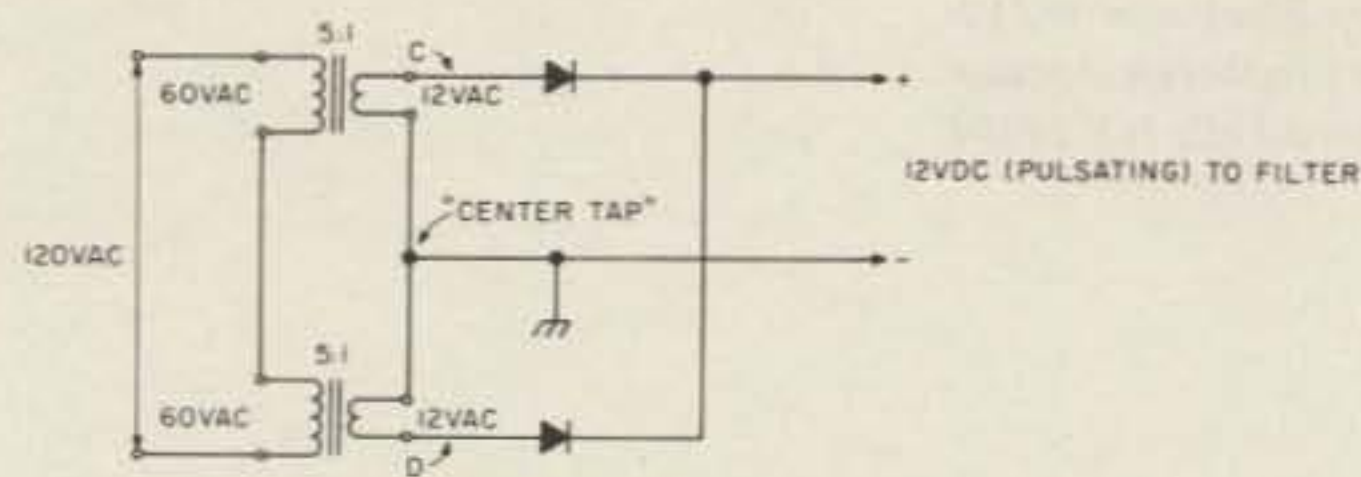 5:1
C
60VAC
12VAC
+
12VDC (PULSATING) TO FILTER
"CENTER TAP"
120VAC
-
5:1
60VAC
12VAC
D